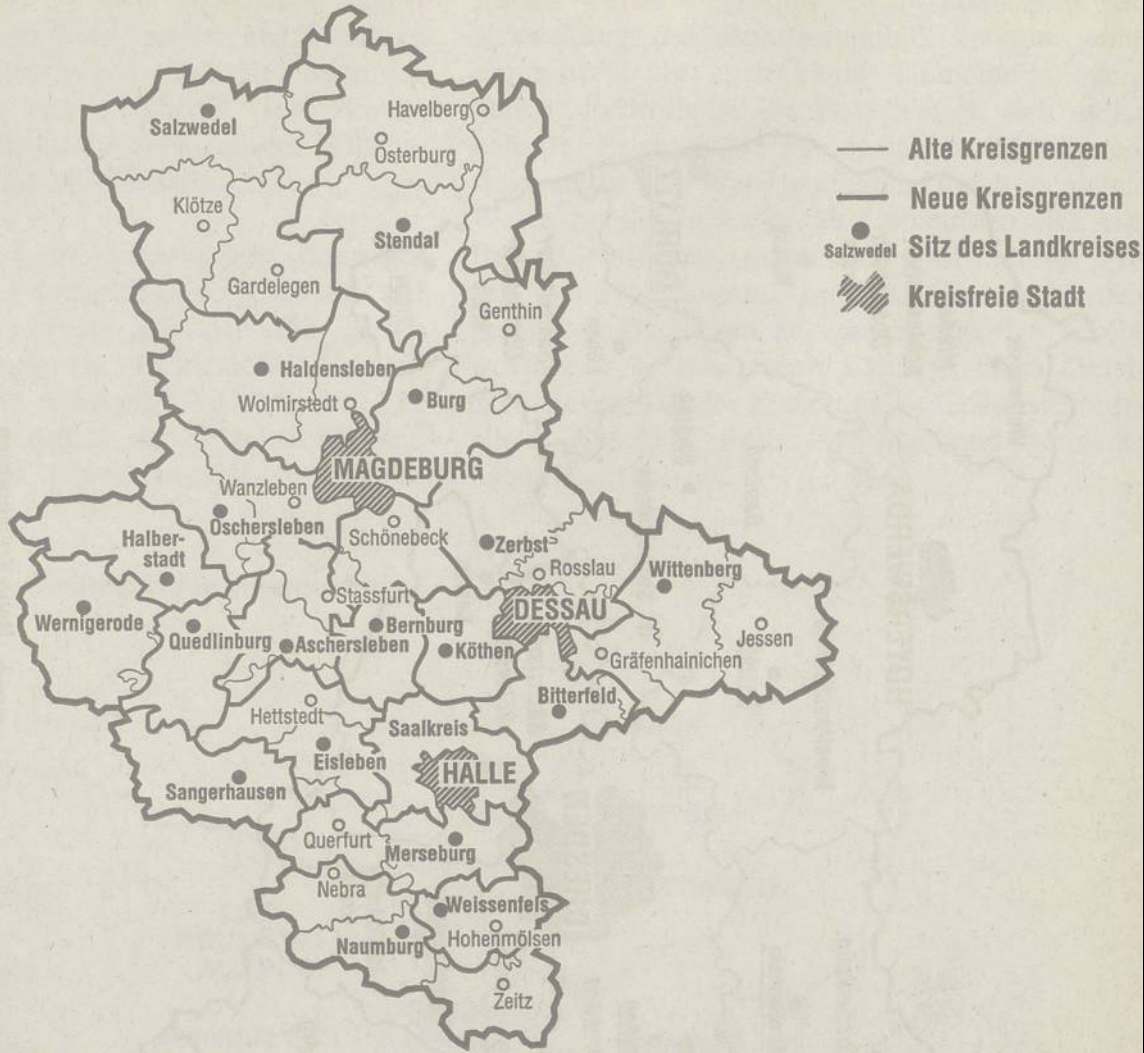 Salzwedel
Havelberg
Osterburg
Klötze
Stendal
Gardelegen
Genthin
Haldensleben
Wolmirstedt
Burg
MAGDEBURG
Wanzleben
Oschersleben
Schönebeck
Halber-
stadt
Zerbst
Rosslau
Wittenberg
Stassfurt
DESSAU
Wernigerode
Quedlinburg
Aschersleben
Bernburg
Köthen
Gräfenhainichen
Jessen
Bitterfeld
Hettstedt
Saalkreis
Eisleben
HALLE
Sangerhausen
Querfurt
Merseburg
Nebra
Weissenfels
Naumburg
Hohenmölsen
Zeitz
Alte Kreisgrenzen
Neue Kreisgrenzen
Salzwedel Sitz des Landkreises
Kreisfreie Stadt